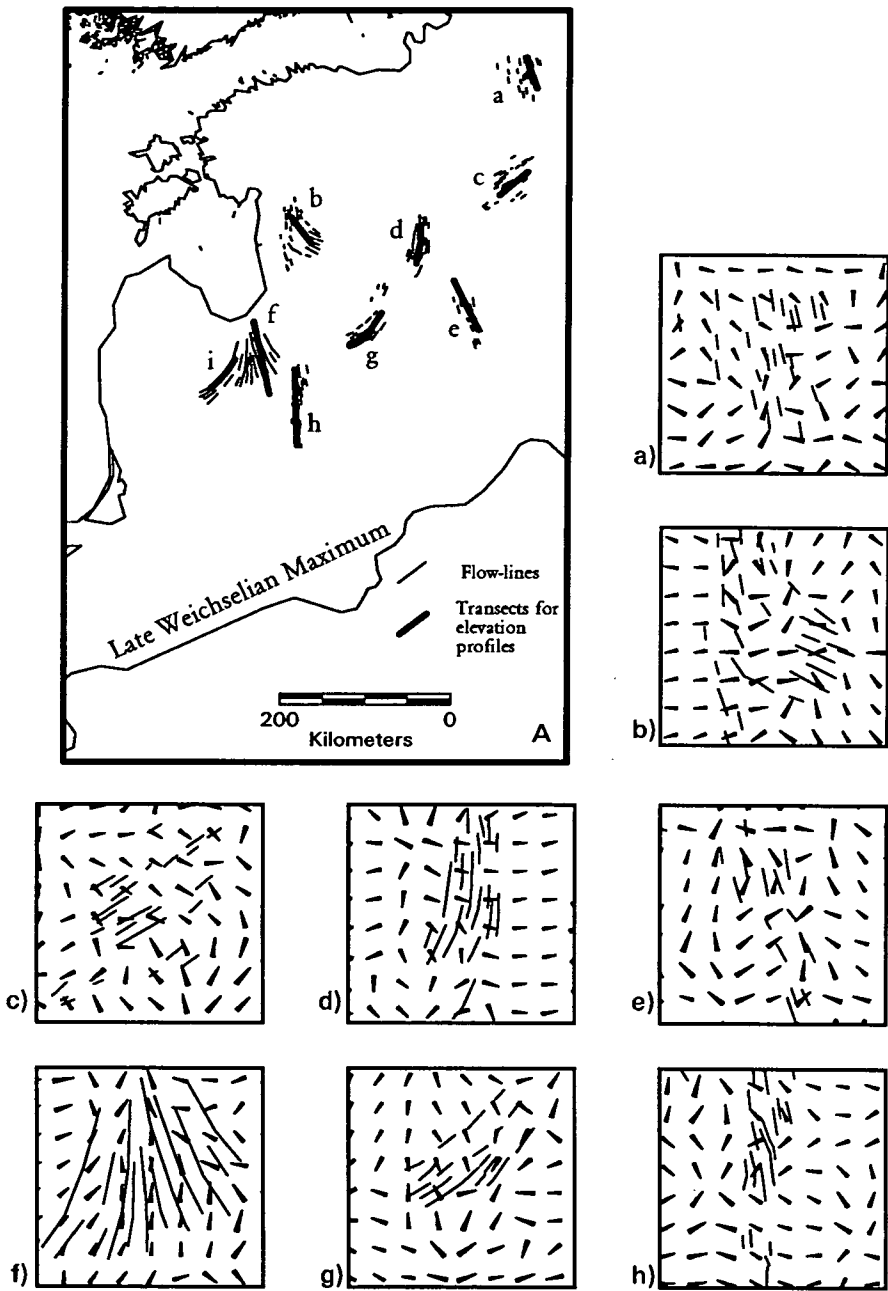 a
c
b
d
f
e
i
g
h
Late Weichselian Maximum
Flow-lines
Transects for
elevation
profiles
200 0
Kilometers
A
a)
b)
c)
d)
e)
f)
g)
h)